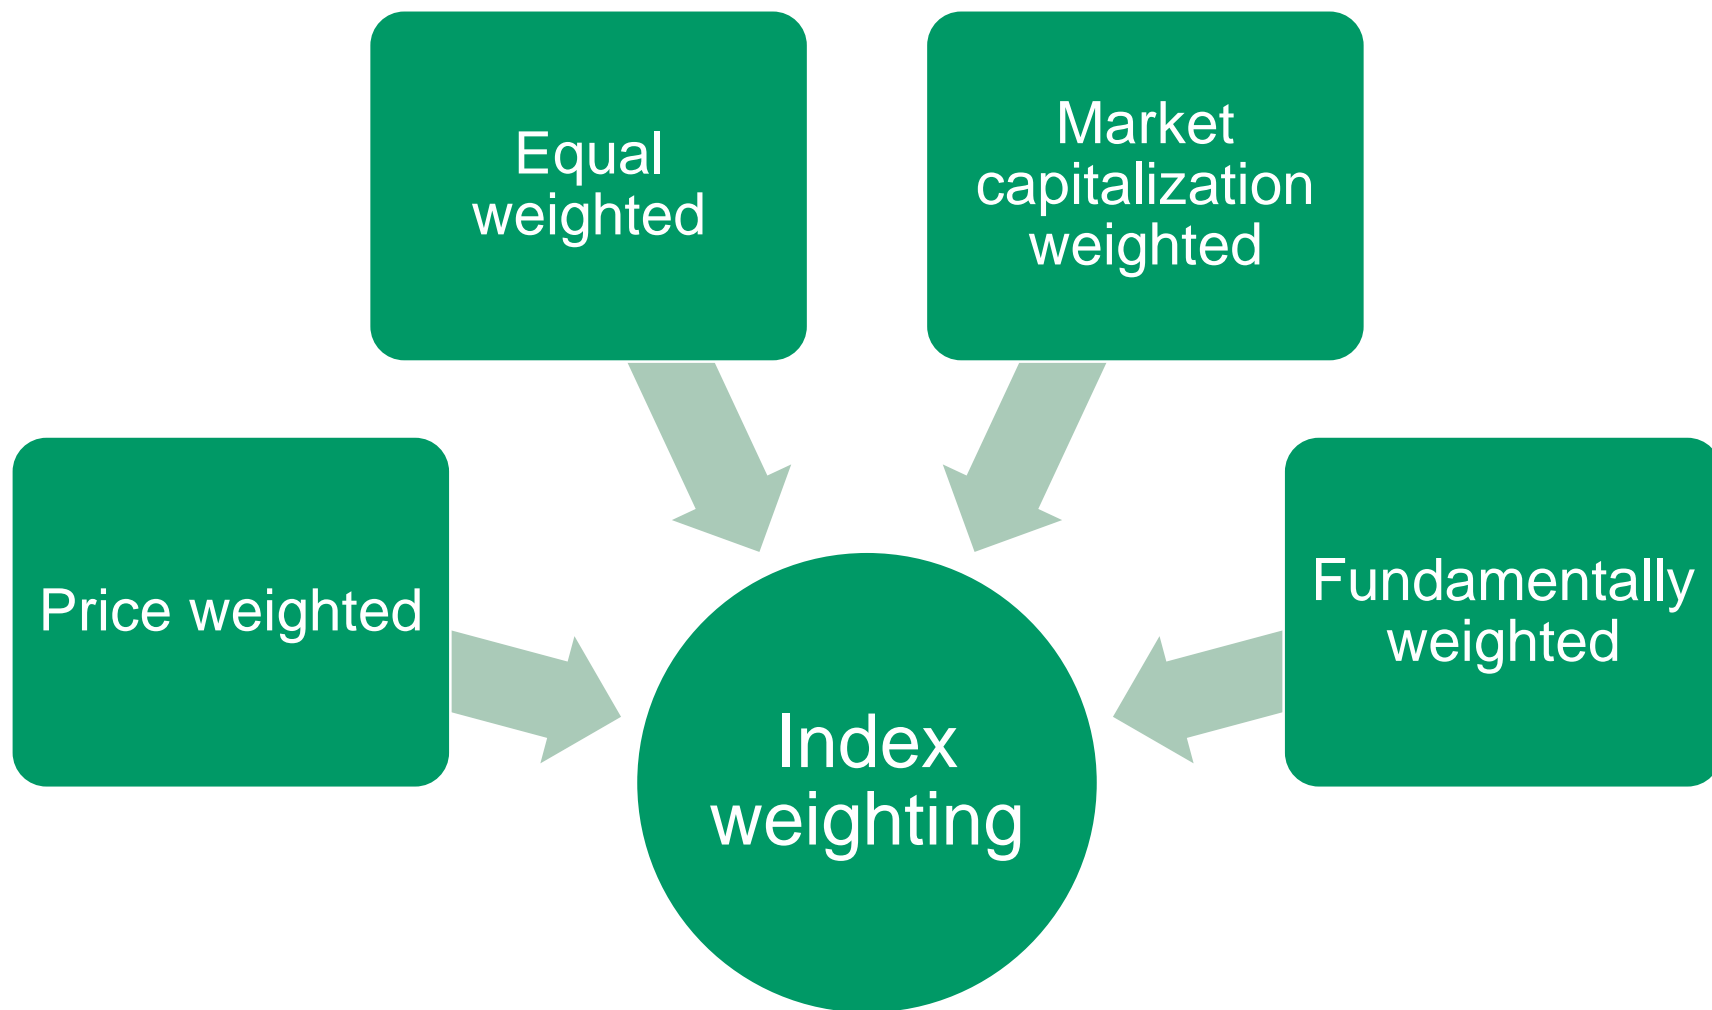 Equal
weighted
Market
capitalization
weighted
Price weighted
Fundamentally
weighted
Index
weighting